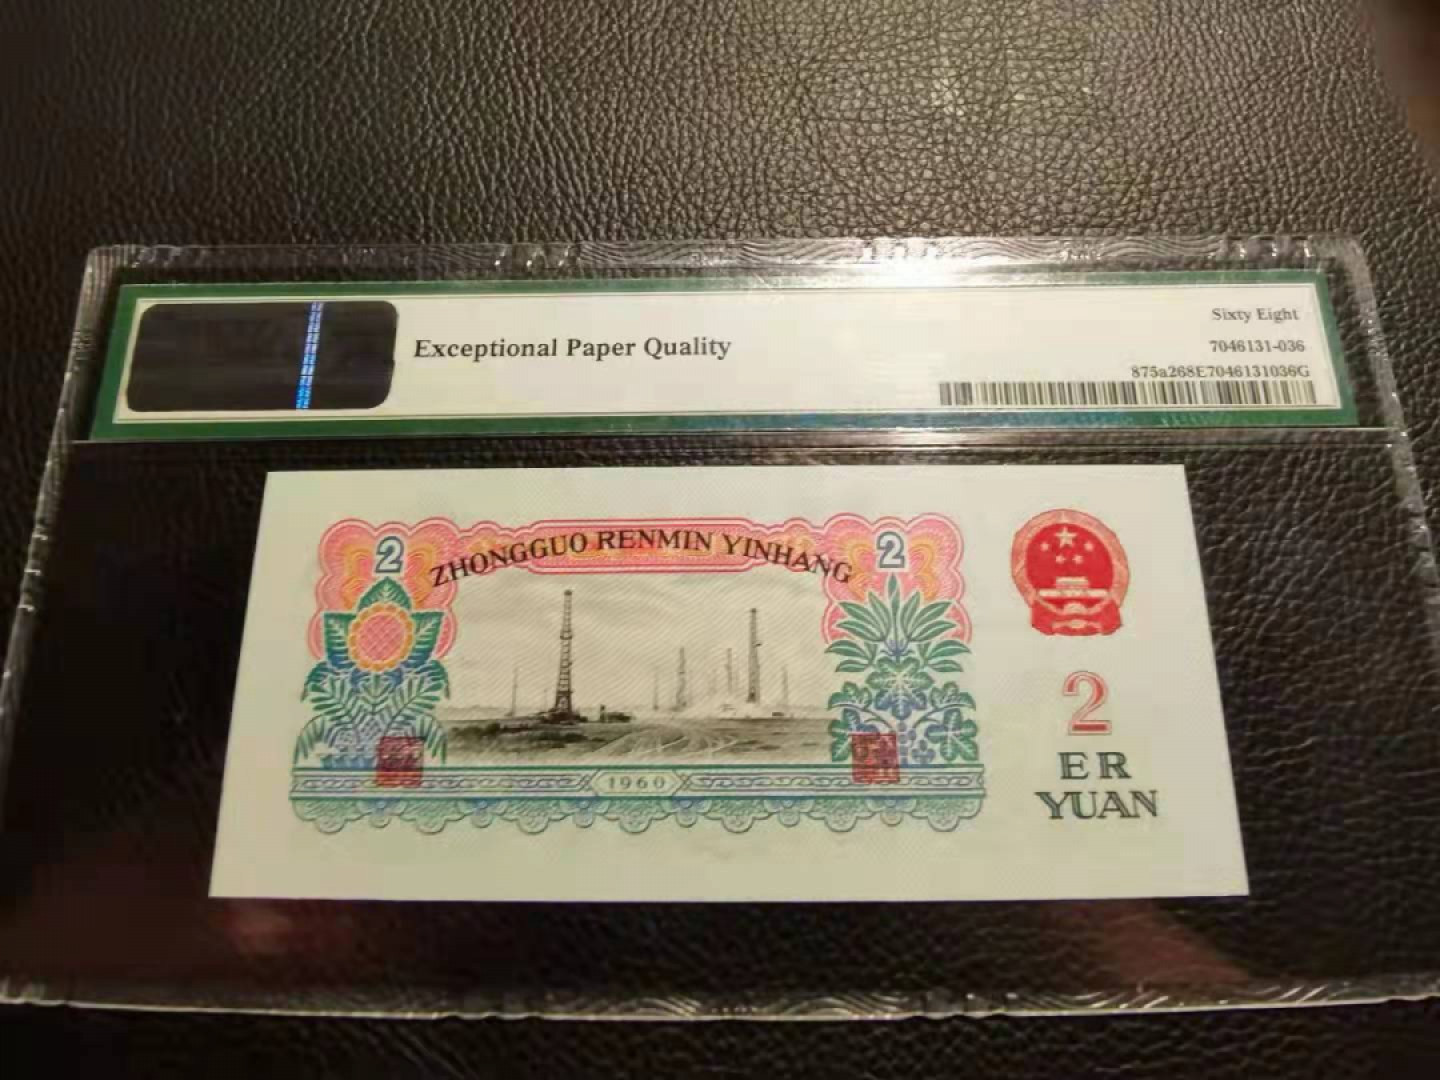 Exceptional Paper Quality
Sixty Eight
7046131-036
875a268E7046131036G
2 ZHONGGUO RENMIN YINHANG 2
1960
2
ER
YUAN